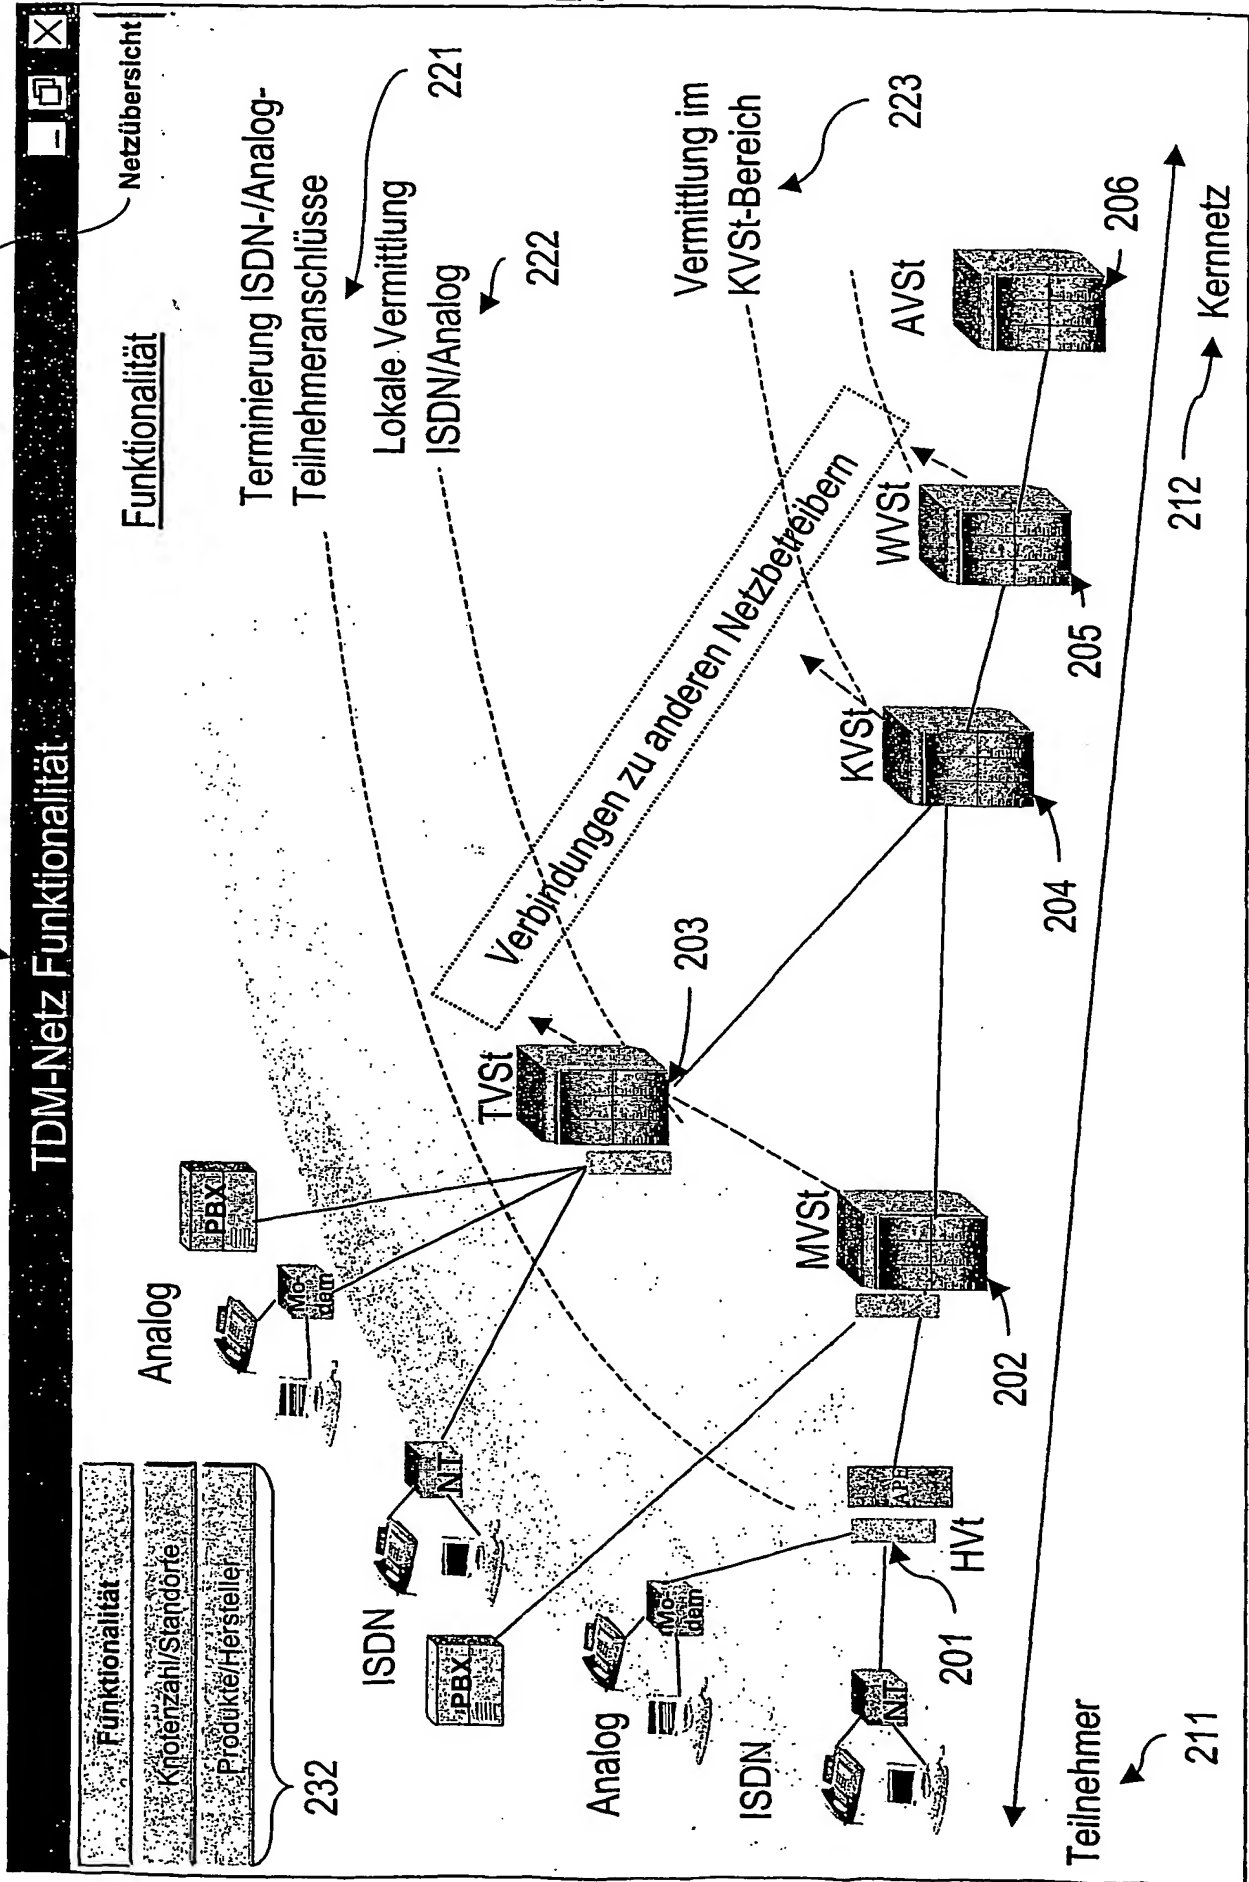 TDM-Netz Funktionalität
Netzübersicht
Funktionalität
Knotenzahl/Standorte
Produkte/Hersteller
232
Funktionalität
Terminierung ISDN-/Analog-
Teilnehmeranschlüsse
221
Lokale Vermittlung
ISDN/Analog
222
Vermittlung im
KVSt-Bereich
223
Analog
PBX
Mo-
dem
ISDN
NT
PBX
Analog
Mo-
dem
ISDN
NT
TVSt
203
Verbindungen zu anderen Netzbetreibern
MVSt
202
HVt
201
KVSt
204
WVSt
205
AVSt
206
Teilnehmer
211
212
Kernnetz